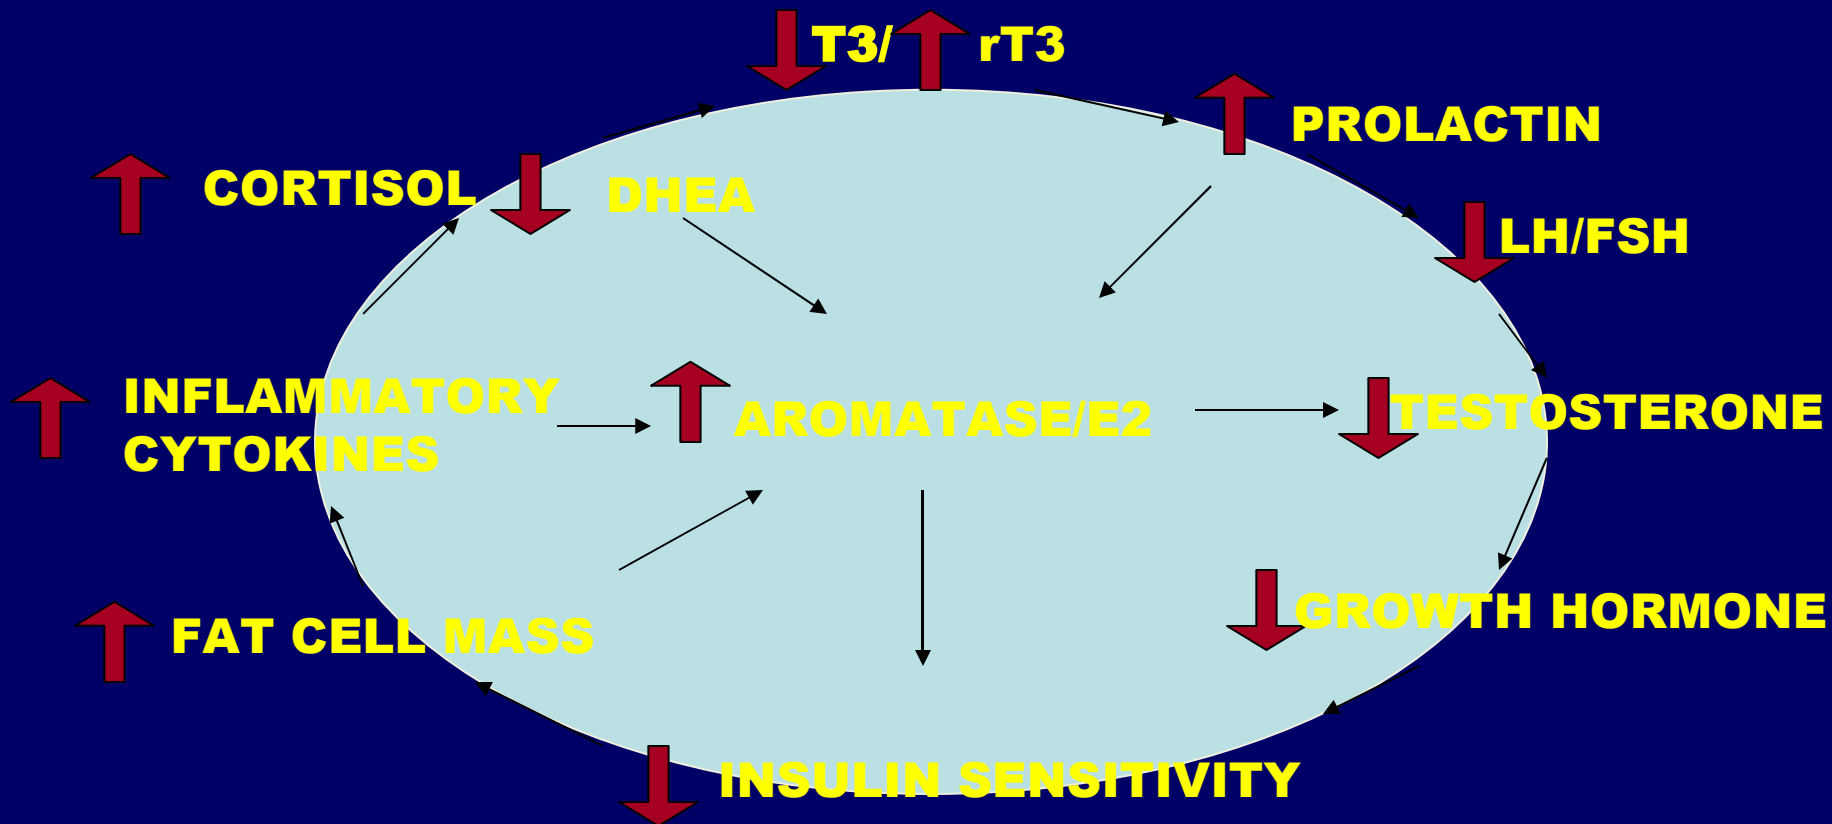 T3/ rT3
PROLACTIN
CORTISOL DHEA
LH/FSH
INFLAMMATORY
CYTOKINES
AROMATASE/E2
TESTOSTERONE
GROWTH HORMONE
FAT CELL MASS
INSULIN SENSITIVITY